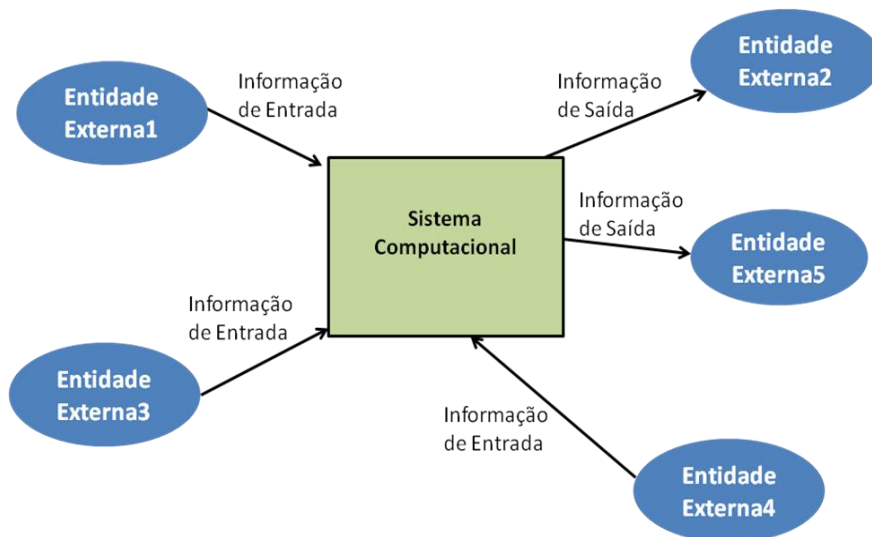 Entidade
Externa1
Informação
de Entrada
Informação
de Saída
Entidade
Externa2
Sistema
Computacional
Informação
de Saída
Entidade
Externa5
Informação
de Entrada
Entidade
Externa3
Informação
de Entrada
Entidade
Externa4